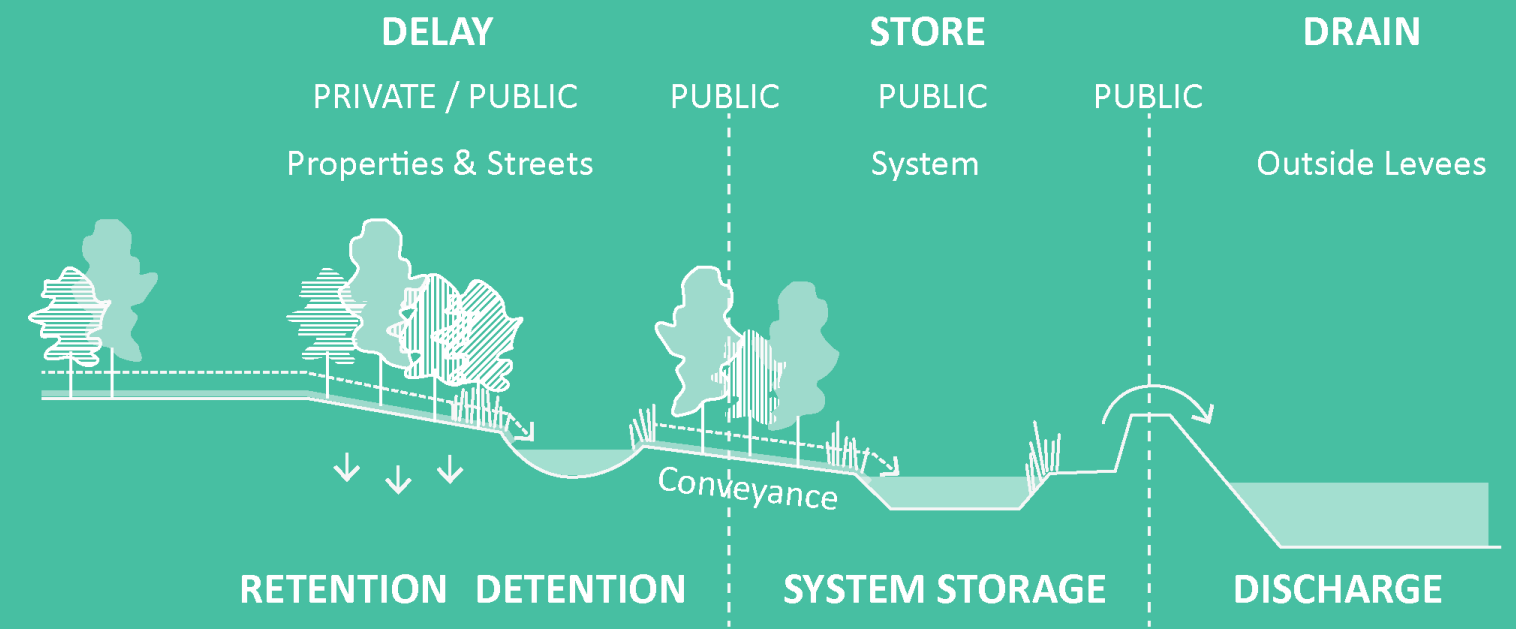 DELAY STORE DRAIN
PRIVATE / PUBLIC PUBLIC PUBLIC PUBLIC
Properties & Streets System Outside Levees
Conveyance
RETENTION DETENTION SYSTEM STORAGE DISCHARGE